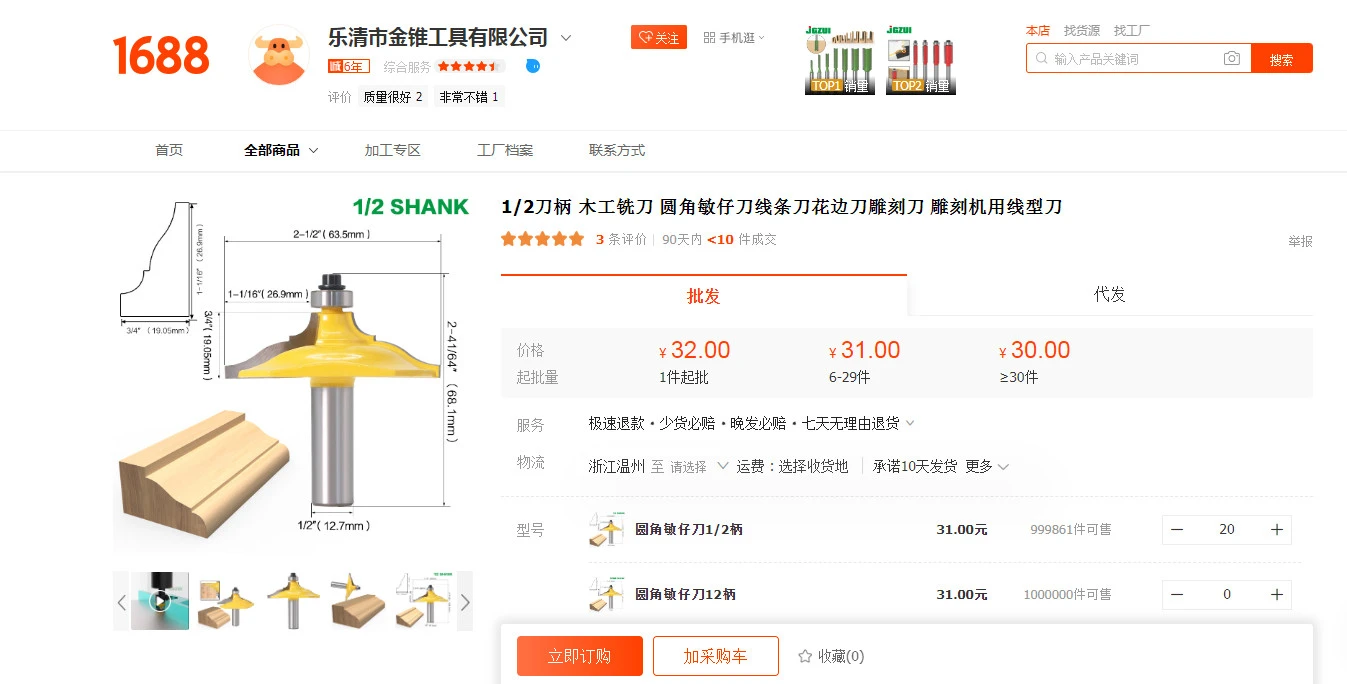 1688
乐清市金锥工具有限公司
6年
综合服务
评价 质量很好 2 非常不错 1
关注
手机逛
JGZUI
TOP1 销量
JGZUI
TOP2 销量
本店 找货源 找工厂
输入产品关键词
搜索
首页 全部商品 加工专区 工厂档案 联系方式
1/2 SHANK
2-1/2"( 63.5mm )
1-1/16" ( 26.9mm )
1-1/16"( 26.9mm )
3/4" (19.05mm)
3/4"( 19.05mm )
2-41/64" ( 68.1mm )
1/2"( 12.7mm )
1/2 SHANK
1/2刀柄 木工铣刀 圆角敏仔刀线条刀花边刀雕刻刀 雕刻机用线型刀
3 条评价 90天内 <10 件成交
举报
批发 代发
价格 ¥ 32.00 ¥ 31.00 ¥ 30.00
起批量 1件起批 6-29件 ≥30件
服务 极速退款 · 少货必赔 · 晚发必赔 · 七天无理由退货
物流 浙江温州 至 请选择 运费：选择收货地 承诺10天发货 更多
型号 圆角敏仔刀1/2柄 31.00元 999861件可售 − 20 +
圆角敏仔刀12柄 31.00元 1000000件可售 − 0 +
立即订购 加采购车 收藏(0)